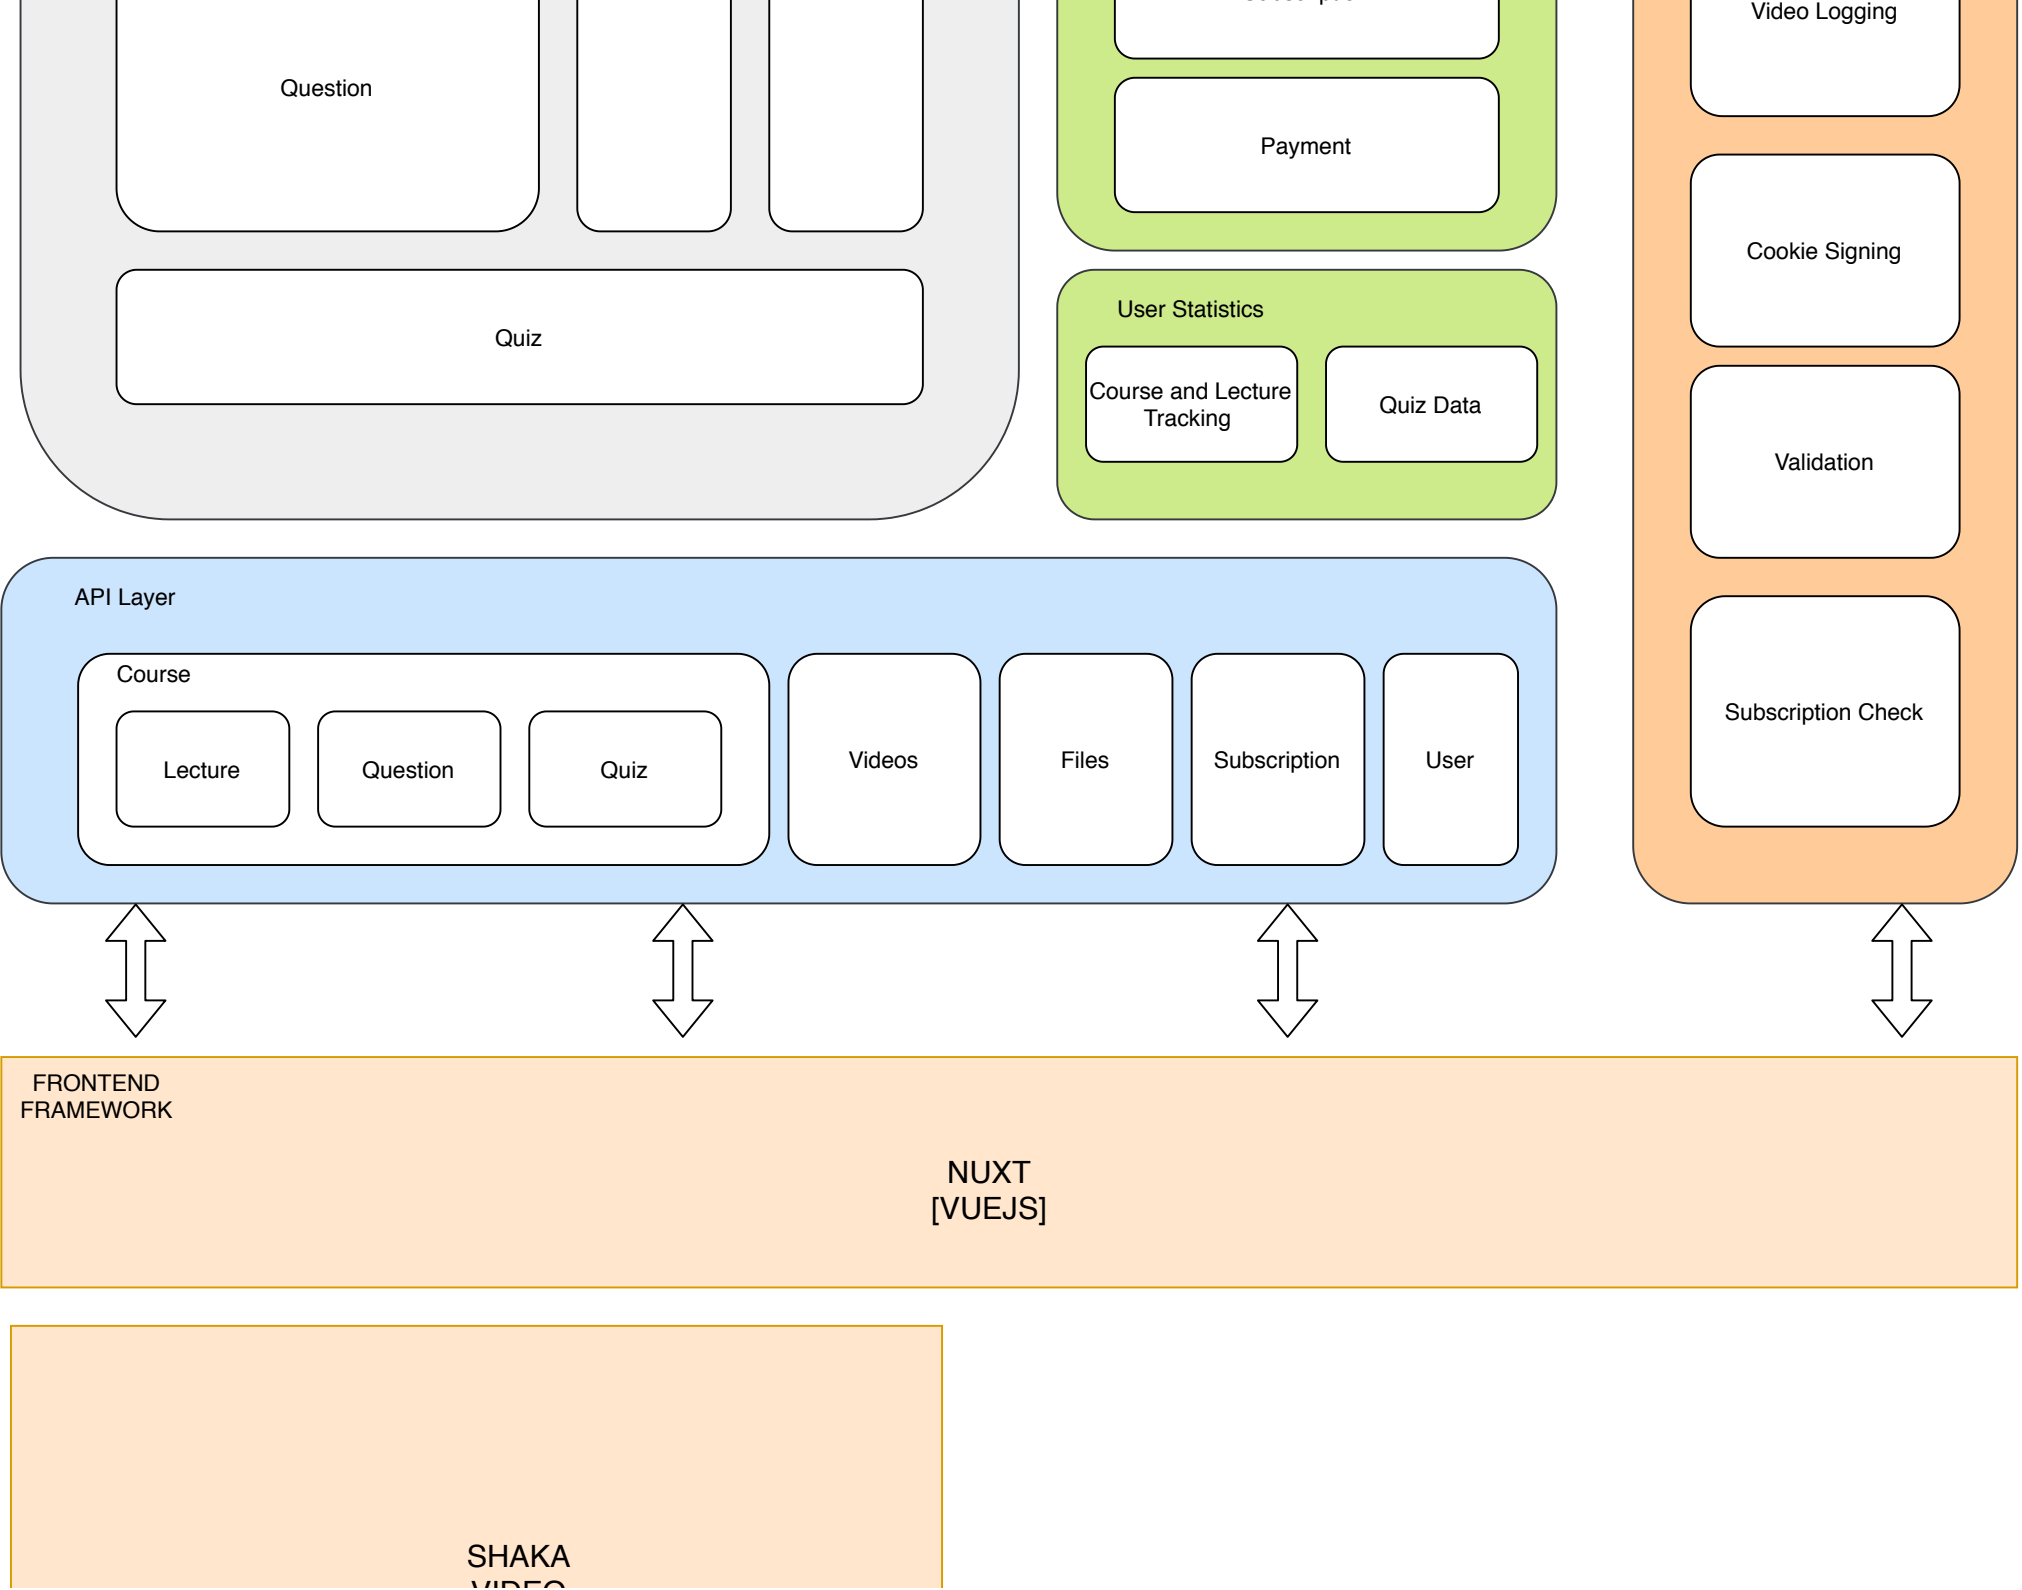 Video Logging
Question
Payment
Cookie Signing
User Statistics
Quiz
Course and Lecture
Tracking
Quiz Data
Validation
API Layer
Course
Lecture
Question
Quiz
Videos
Files
Subscription
User
Subscription Check
FRONTEND
FRAMEWORK
NUXT
[VUEJS]
SHAKA
VIDEO